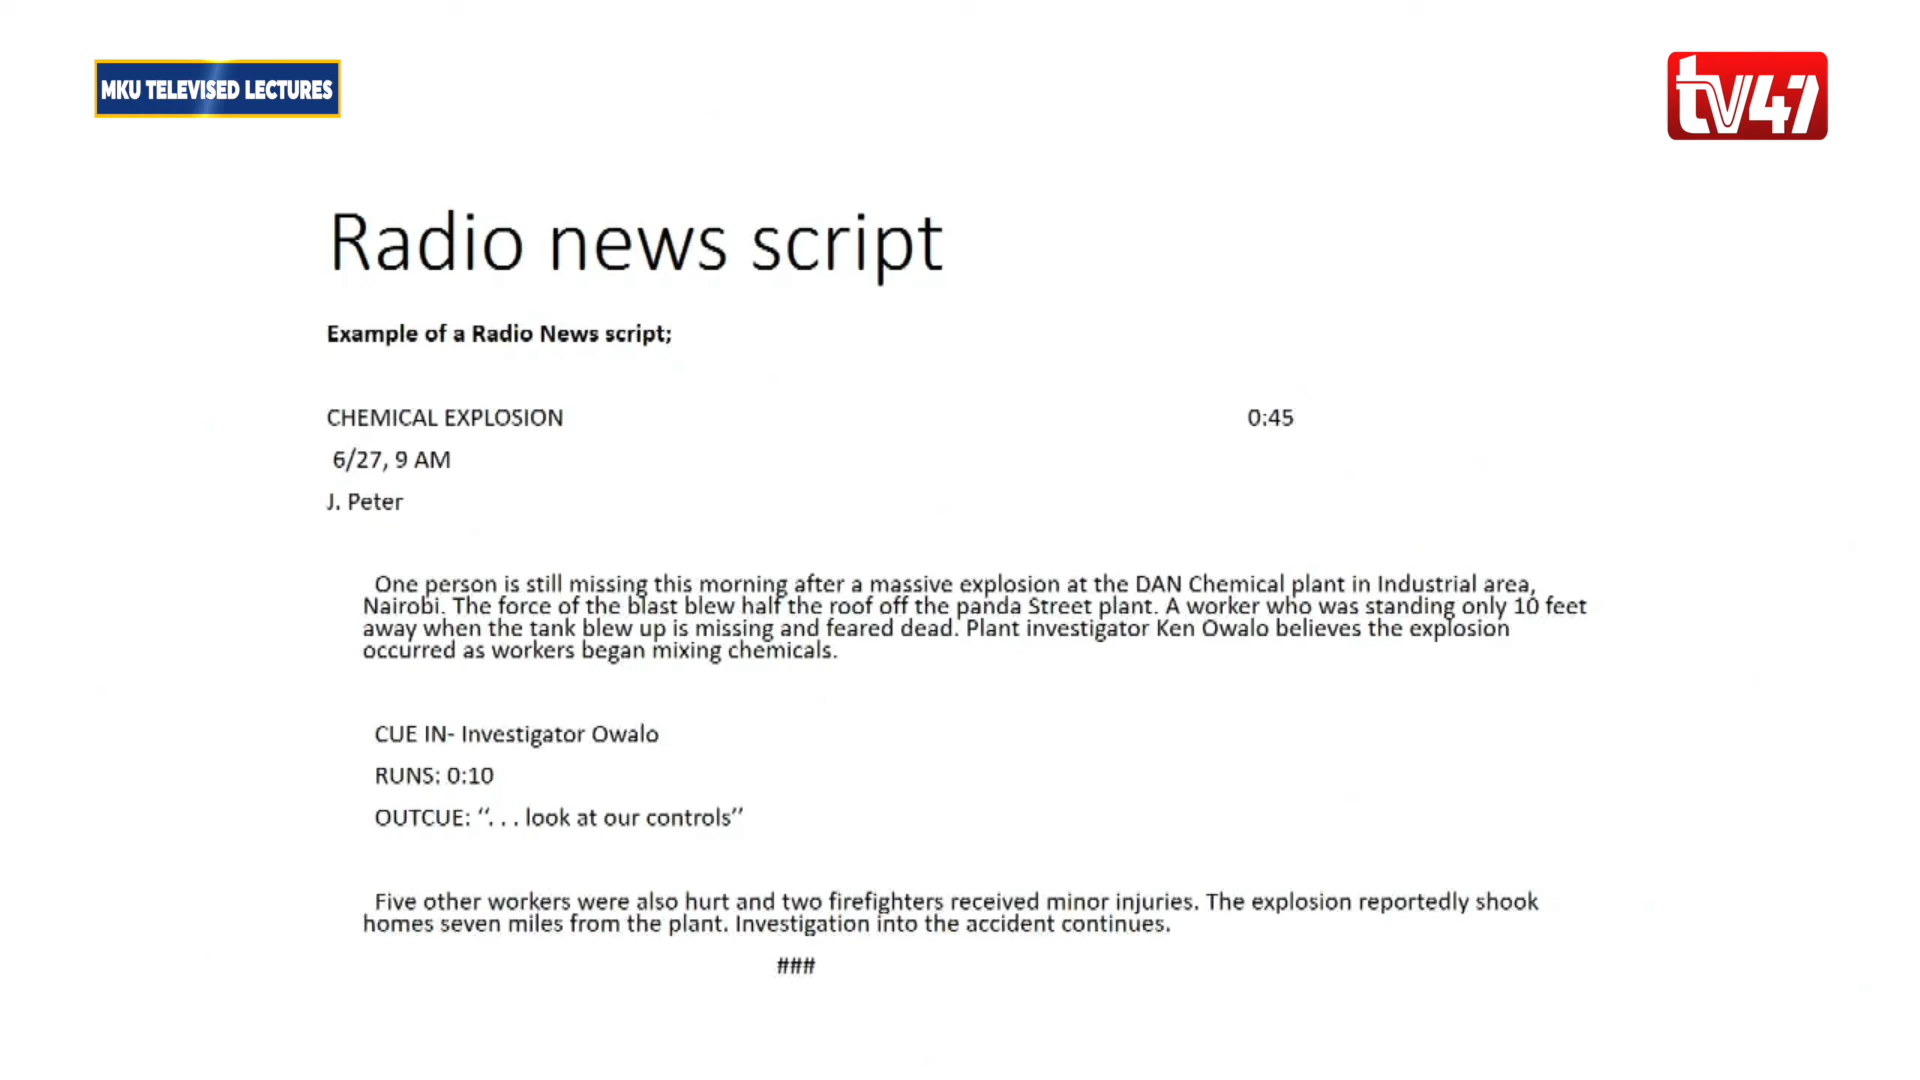 MKU TELEVISED LECTURES
tv47
Radio news script
Example of a Radio News script;
CHEMICAL EXPLOSION 0:45
6/27, 9 AM
J. Peter
One person is still missing this morning after a massive explosion at the DAN Chemical plant in Industrial area,
Nairobi. The force of the blast blew half the roof off the panda Street plant. A worker who was standing only 10 feet
away when the tank blew up is missing and feared dead. Plant investigator Ken Owalo believes the explosion
occurred as workers began mixing chemicals.
CUE IN- Investigator Owalo
RUNS: 0:10
OUTCUE: “. . . look at our controls”
Five other workers were also hurt and two firefighters received minor injuries. The explosion reportedly shook
homes seven miles from the plant. Investigation into the accident continues.
###